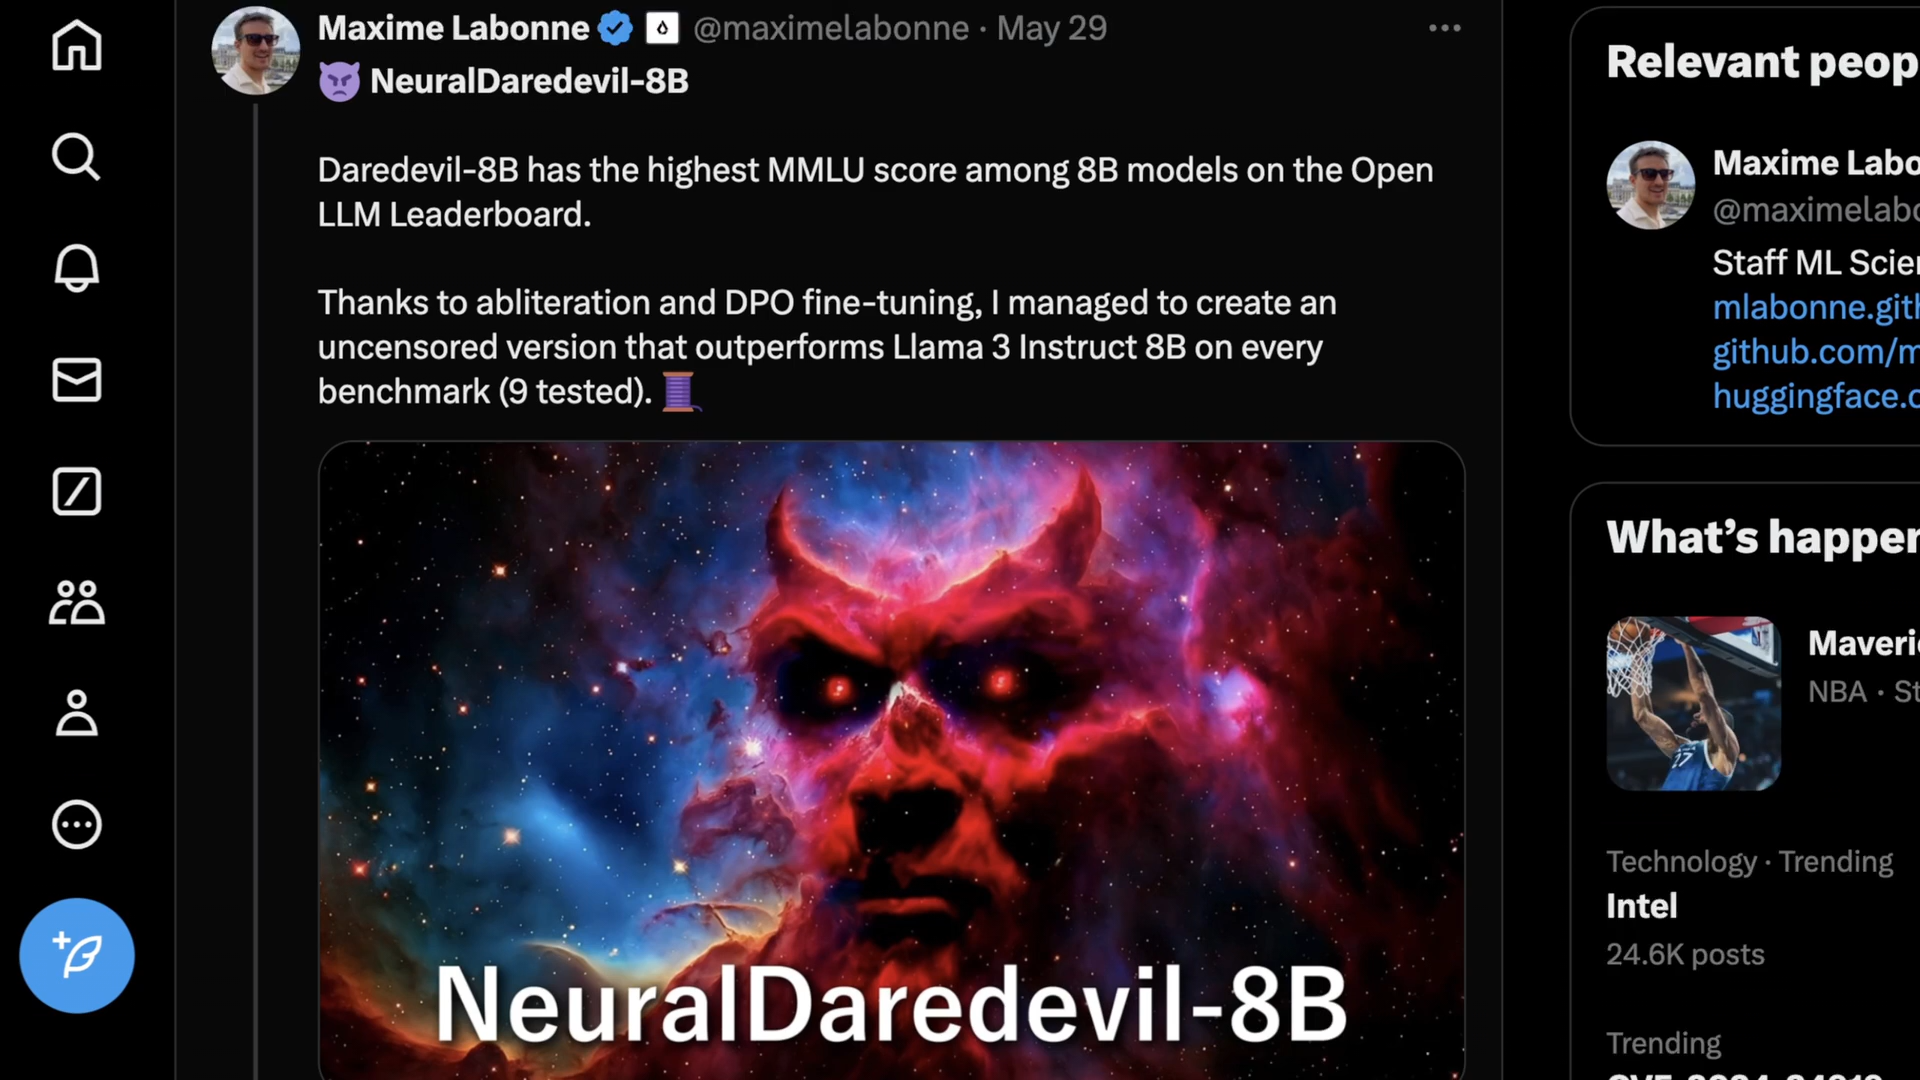 Maxime Labonne @maximelabonne · May 29
😈 NeuralDaredevil-8B
Daredevil-8B has the highest MMLU score among 8B models on the Open
LLM Leaderboard.
Thanks to abliteration and DPO fine-tuning, I managed to create an
uncensored version that outperforms Llama 3 Instruct 8B on every
benchmark (9 tested). 🧵
NeuralDaredevil-8B
Relevant peop
Maxime Labo
@maximelabo
Staff ML Scien
mlabonne.gith
github.com/m
huggingface.c
What's happen
Maveri
NBA · St
Technology · Trending
Intel
24.6K posts
Trending